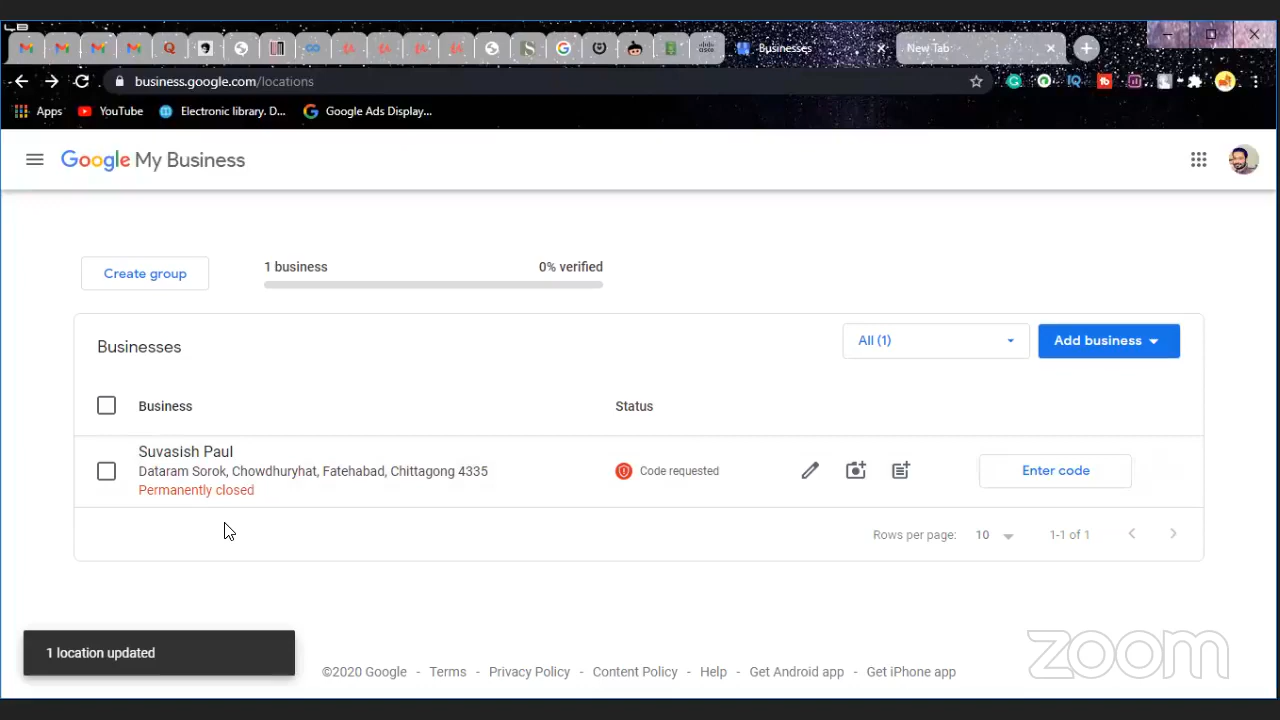 Businesses
New Tab
business.google.com/locations
Apps
YouTube
Electronic library. D...
Google Ads Display...
Google My Business
Create group
1 business
0% verified
Businesses
All (1)
Add business
Business
Status
Suvasish Paul
Dataram Sorok, Chowdhuryhat, Fatehabad, Chittagong 4335
Permanently closed
Code requested
Enter code
Rows per page:
10
1-1 of 1
1 location updated
©2020 Google - Terms - Privacy Policy - Content Policy - Help - Get Android app - Get iPhone app
zoom